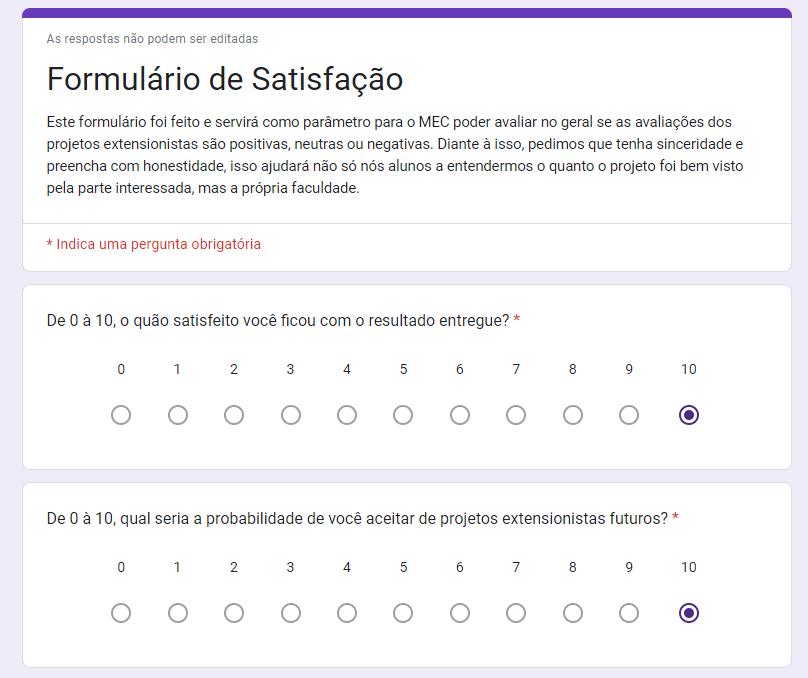 As respostas não podem ser editadas
Formulário de Satisfação
Este formulário foi feito e servirá como parâmetro para o MEC poder avaliar no geral se as avaliações dos
projetos extensionistas são positivas, neutras ou negativas. Diante à isso, pedimos que tenha sinceridade e
preencha com honestidade, isso ajudará não só nós alunos a entendermos o quanto o projeto foi bem visto
pela parte interessada, mas a própria faculdade.
* Indica uma pergunta obrigatória
De 0 à 10, o quão satisfeito você ficou com o resultado entregue? *
0 1 2 3 4 5 6 7 8 9 10
De 0 à 10, qual seria a probabilidade de você aceitar de projetos extensionistas futuros? *
0 1 2 3 4 5 6 7 8 9 10